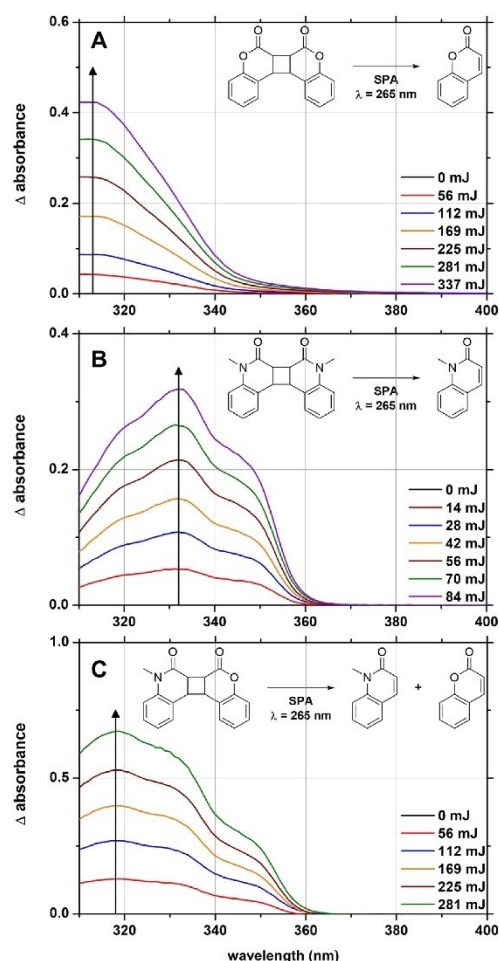 A
0.6
0.4
0.2
0.0
Δ absorbance
O
O
O
O
SPA
λ = 265 nm
O
O
0 mJ
56 mJ
112 mJ
169 mJ
225 mJ
281 mJ
337 mJ
320
340
360
380
400
B
0.4
0.2
0.0
Δ absorbance
O
O
N
N
SPA
λ = 265 nm
O
N
0 mJ
14 mJ
28 mJ
42 mJ
56 mJ
70 mJ
84 mJ
320
340
360
380
400
C
1.0
0.5
0.0
Δ absorbance
O
O
N
O
SPA
λ = 265 nm
O
N
+
O
O
0 mJ
56 mJ
112 mJ
169 mJ
225 mJ
281 mJ
320
340
360
380
400
wavelength (nm)